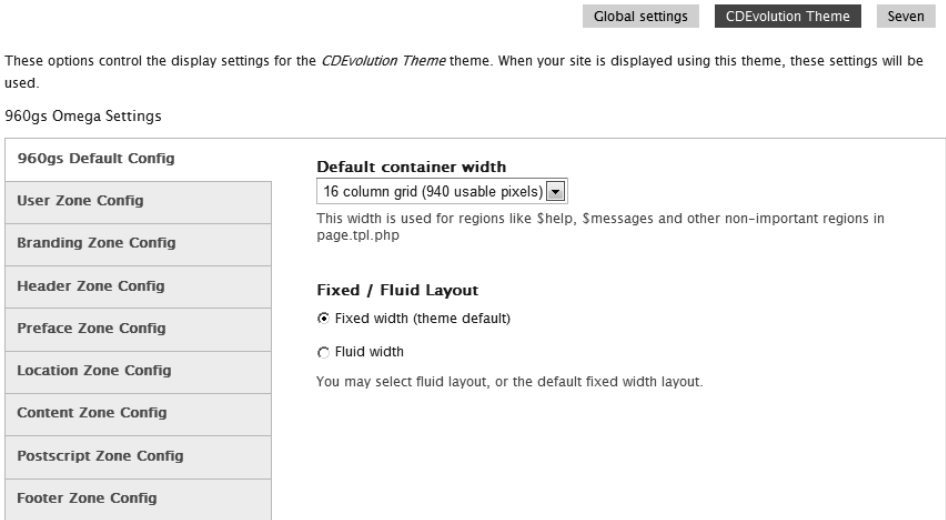 Global settings CDEvolution Theme Seven
These options control the display settings for the CDEvolution Theme theme. When your site is displayed using this theme, these settings will be
used.
960gs Omega Settings
960gs Default Config
User Zone Config
Branding Zone Config
Header Zone Config
Preface Zone Config
Location Zone Config
Content Zone Config
Postscript Zone Config
Footer Zone Config
Default container width
16 column grid (940 usable pixels)
This width is used for regions like $help, $messages and other non-important regions in
page.tpl.php
Fixed / Fluid Layout
Fixed width (theme default)
Fluid width
You may select fluid layout, or the default fixed width layout.